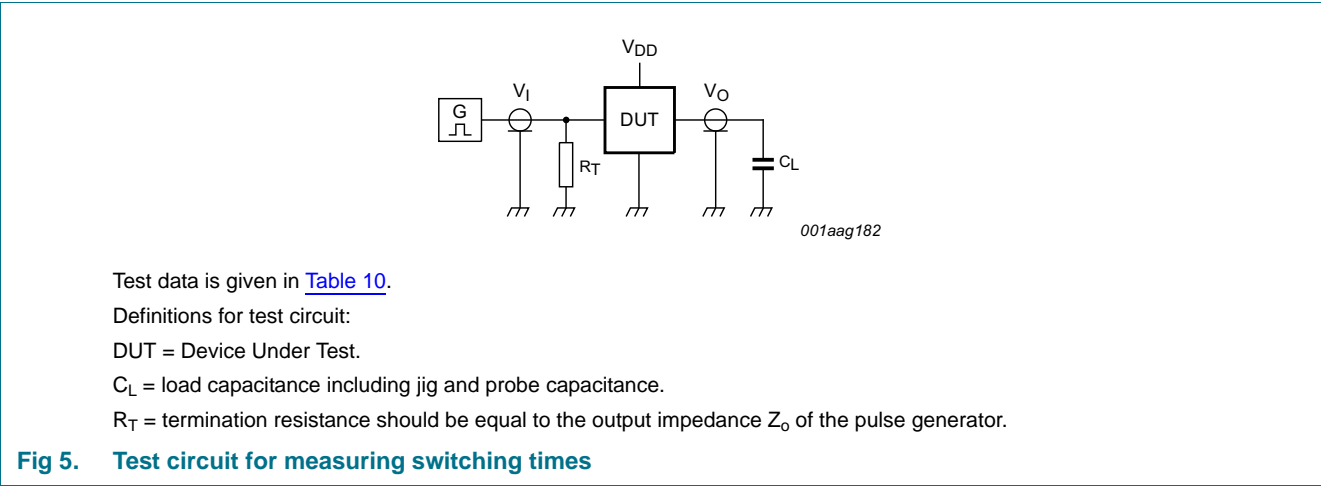 VDD
VI
VO
G
DUT
RT
CL
001aag182
Test data is given in Table 10.
Definitions for test circuit:
DUT = Device Under Test.
CL = load capacitance including jig and probe capacitance.
RT = termination resistance should be equal to the output impedance Zo of the pulse generator.
Fig 5. Test circuit for measuring switching times